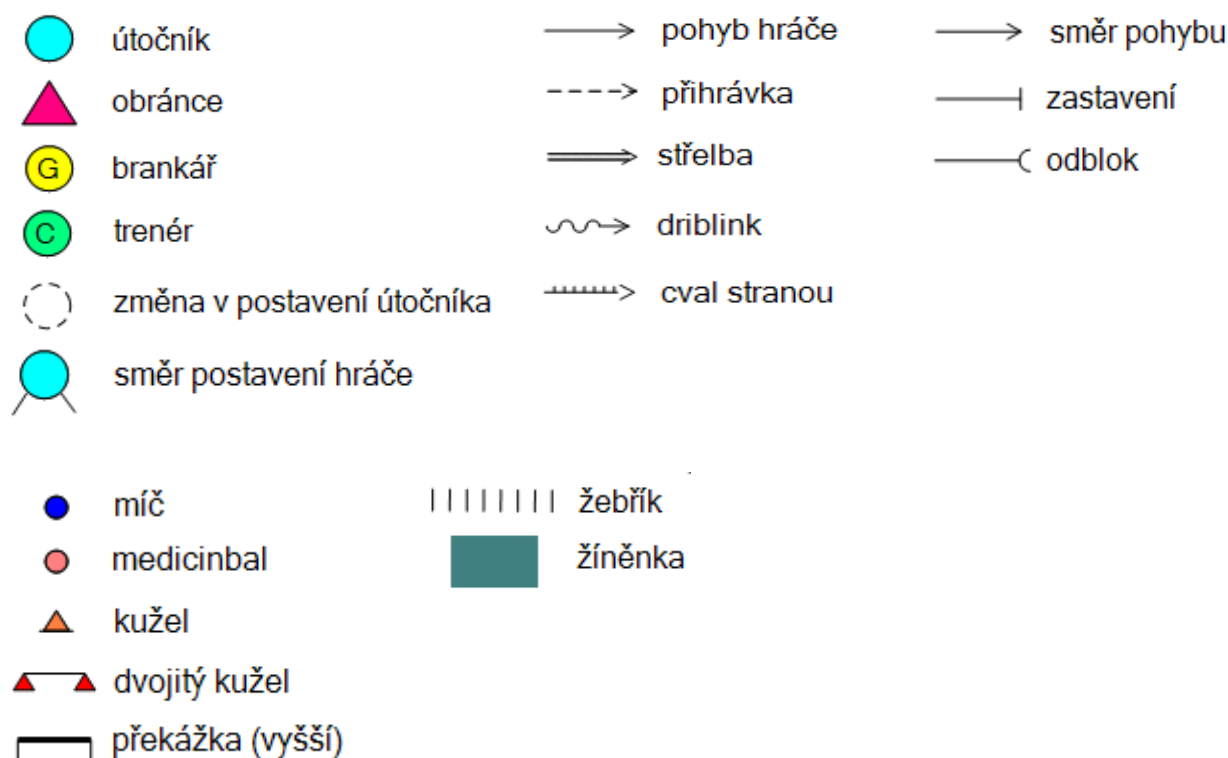 útočník
obránce
G brankář
C trenér
změna v postavení útočníka
směr postavení hráče
pohyb hráče
přihrávka
střelba
driblink
cval stranou
směr pohybu
zastavení
odblok
míč
medicinbal
kužel
dvojitý kužel
překážka (vyšší)
žebřík
žíněnka